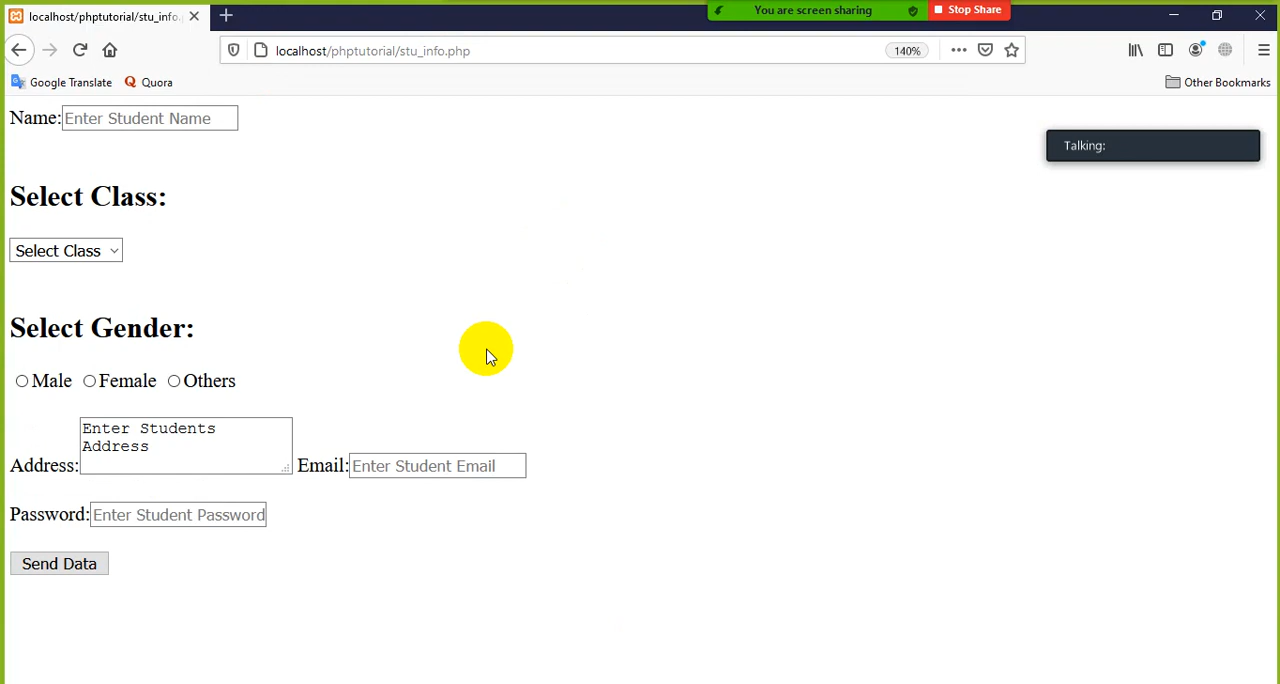 localhost/phptutorial/stu_info.
You are screen sharing
Stop Share
localhost/phptutorial/stu_info.php
140%
Google Translate
Quora
Other Bookmarks
Name:
Enter Student Name
Talking:
Select Class:
Select Class
Select Gender:
Male
Female
Others
Address:
Enter Students
Address
Email:
Enter Student Email
Password:
Enter Student Password
Send Data